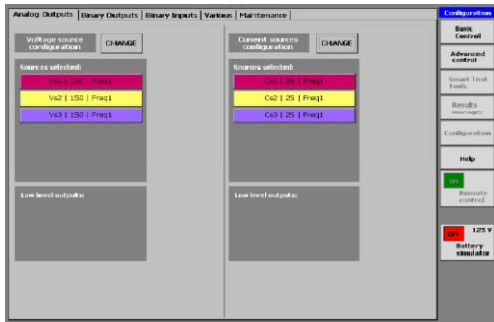 Analog Outputs | Binary Outputs | Binary Inputs | Various | Maintenance
Voltage source configuration
CHANGE
Sources selected:
Vs1 | 150 | Freq1
Vs2 | 150 | Freq1
Vs3 | 150 | Freq1
Low level outputs:
Current sources configuration
CHANGE
Sources selected:
Cs1 | 25 | Freq1
Cs2 | 25 | Freq1
Cs3 | 25 | Freq1
Low level outputs:
Configuration
Basic Control
Advanced control
Smart Test Tools
Results manager
Configuration
Help
ON
Remote control
OFF 125 V
Battery simulator